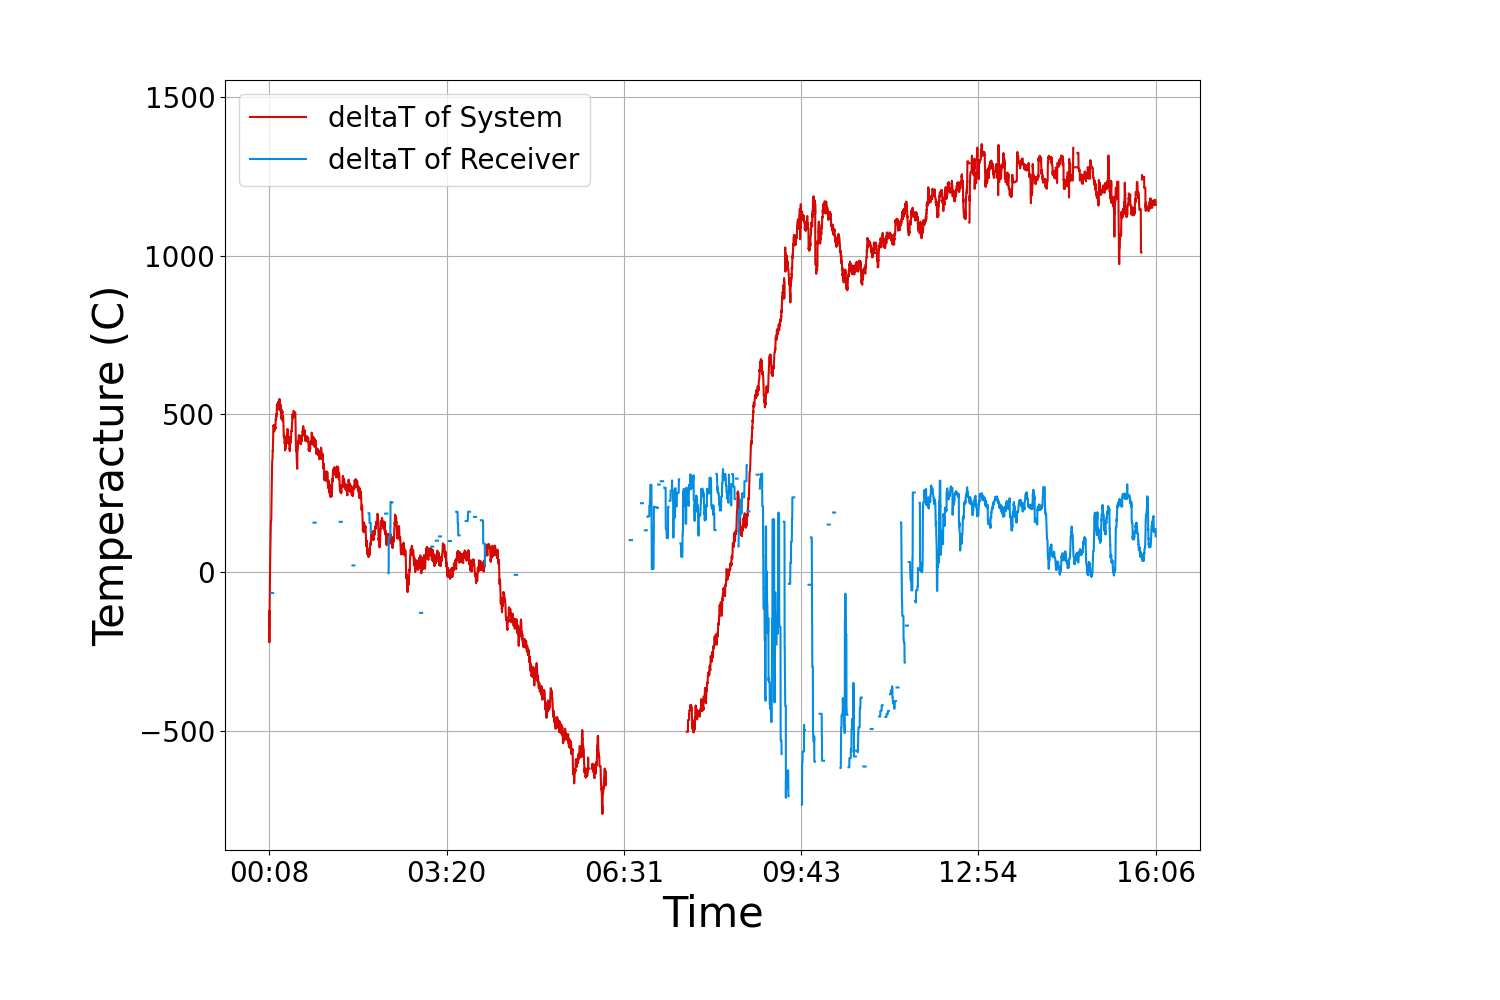 deltaT of System
deltaT of Receiver
1500
1000
500
0
−500
Temperacture (C)
00:08 03:20 06:31 09:43 12:54 16:06
Time